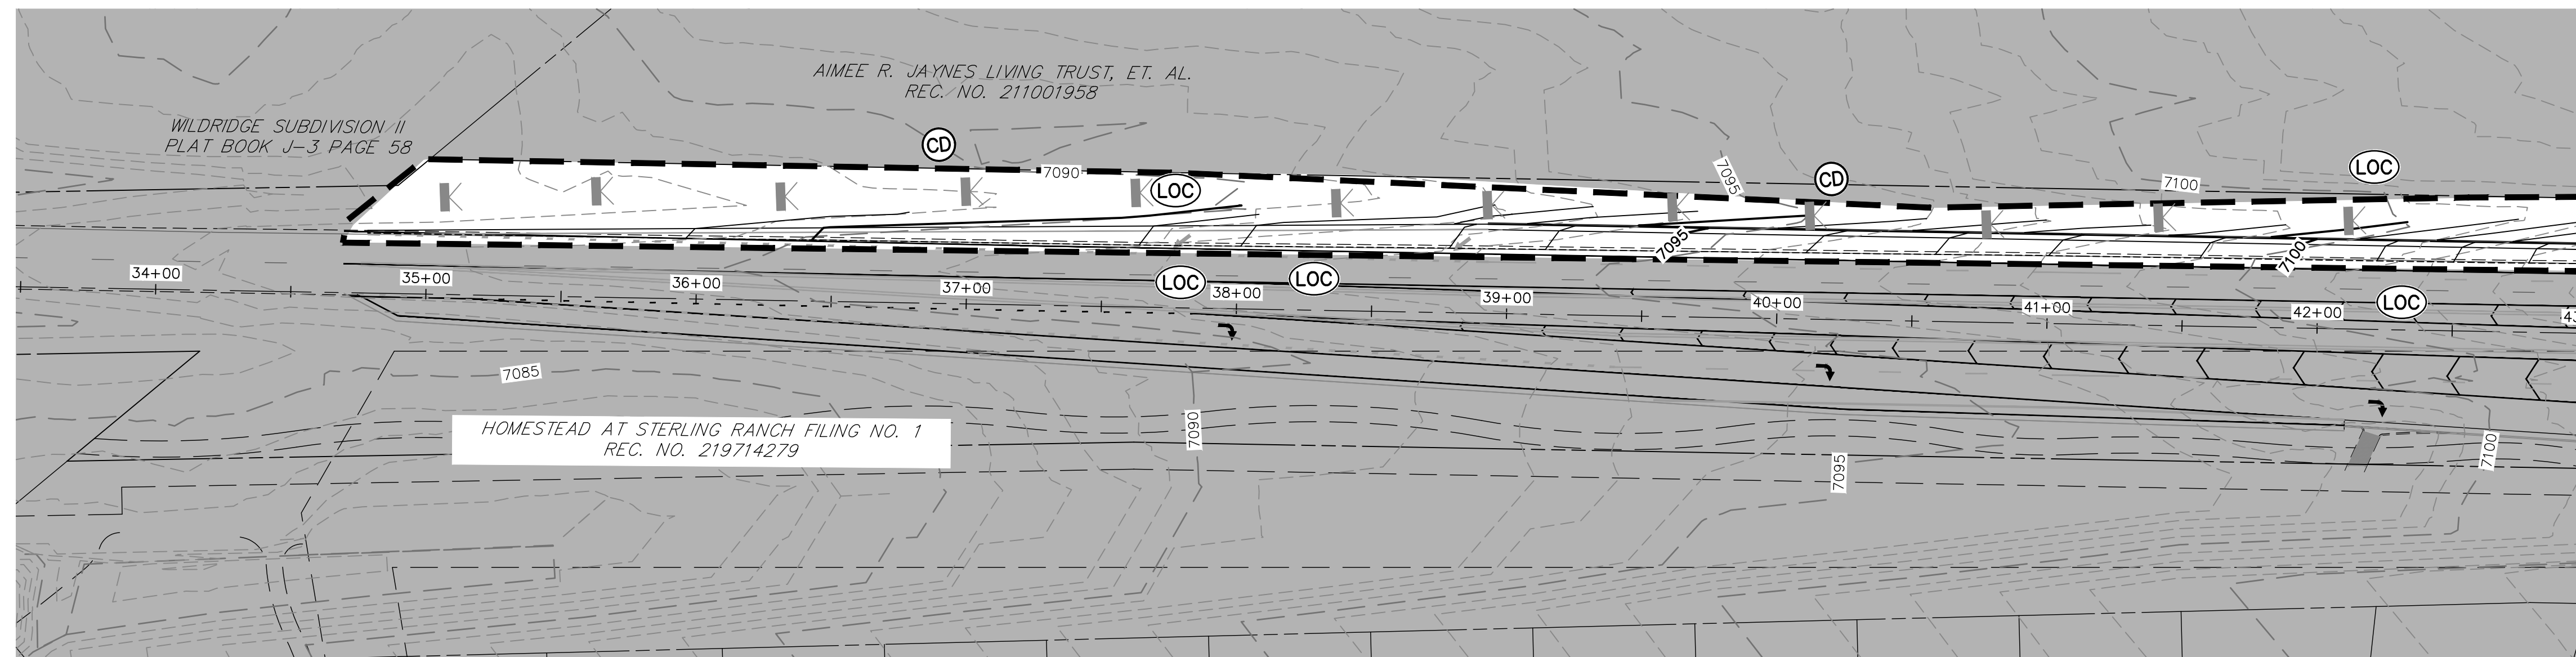 AIMEE R. JAYNES LIVING TRUST, ET. AL.
REC. NO. 211001958
WILDRIDGE SUBDIVISION II
PLAT BOOK J-3 PAGE 58
CD
7090
LOC
7095
CD
7100
LOC
7095
7100
34+00
35+00
36+00
37+00
LOC
38+00
LOC
39+00
40+00
41+00
42+00
LOC
43
7085
7090
HOMESTEAD AT STERLING RANCH FILING NO. 1
REC. NO. 219714279
7095
7100